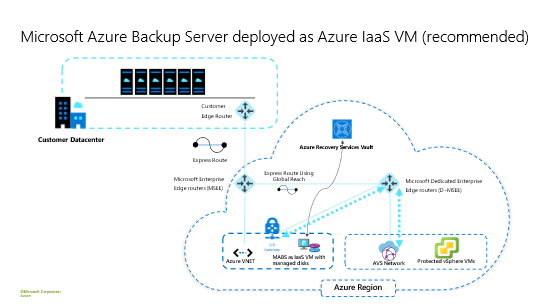 Microsoft Azure Backup Server deployed as Azure IaaS VM (recommended)
Customer
Edge Router
Customer Datacenter
Azure Recovery Services Vault
Express Route
Microsoft Enterprise
Edge routers [MSEE]
Express Route Using
Global Reach
Microsoft Dedicated Enterprise
Edge routers (D-MSEE)
Gateway
Azure VNET
MABS as IaaS VM with
managed disks
AVS Network
Protected vSphere VMs
Azure Region
©Microsoft Corporation
Azure